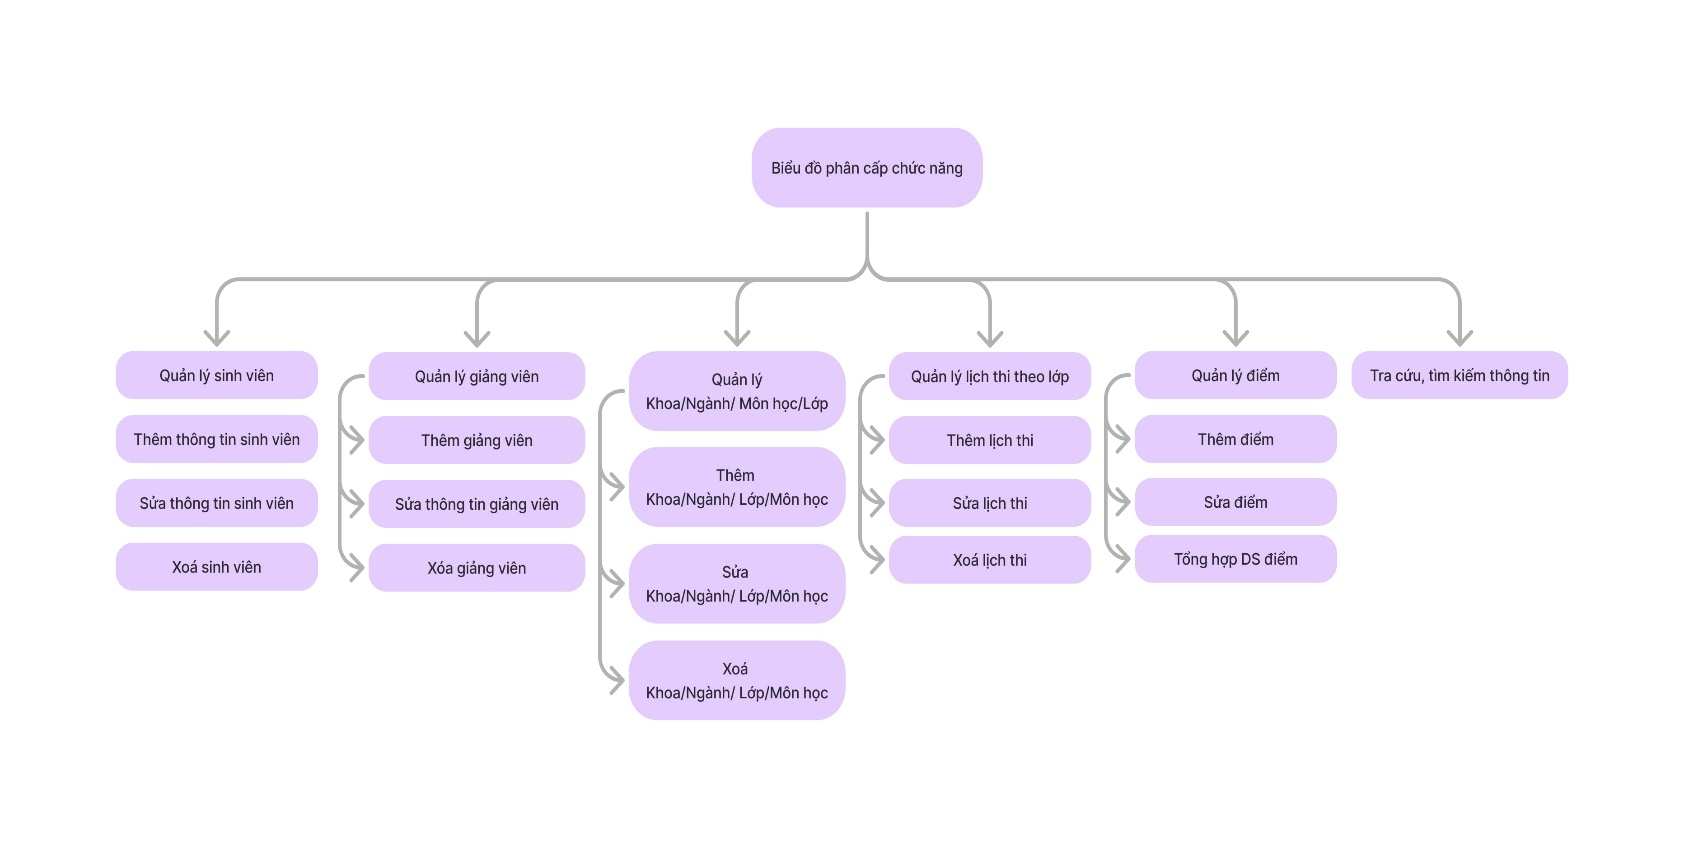 Biểu đồ phân cấp chức năng
Quản lý sinh viên
Thêm thông tin sinh viên
Sửa thông tin sinh viên
Xoá sinh viên
Quản lý giảng viên
Thêm giảng viên
Sửa thông tin giảng viên
Xóa giảng viên
Quản lý
Khoa/Ngành/ Môn học/Lớp
Thêm
Khoa/Ngành/ Lớp/Môn học
Sửa
Khoa/Ngành/ Lớp/Môn học
Xoá
Khoa/Ngành/ Lớp/Môn học
Quản lý lịch thi theo lớp
Thêm lịch thi
Sửa lịch thi
Xoá lịch thi
Quản lý điểm
Thêm điểm
Sửa điểm
Tổng hợp DS điểm
Tra cứu, tìm kiếm thông tin